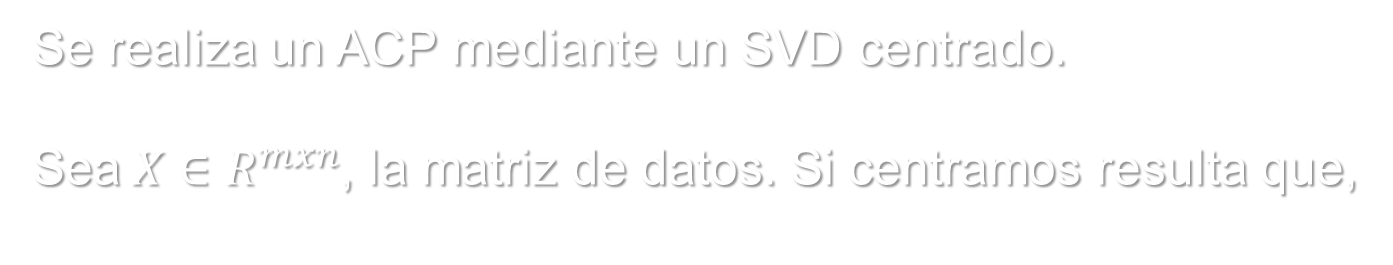 Se realiza un ACP mediante un SVD centrado.
Sea X ∈ R^{mxn}, la matriz de datos. Si centramos resulta que,